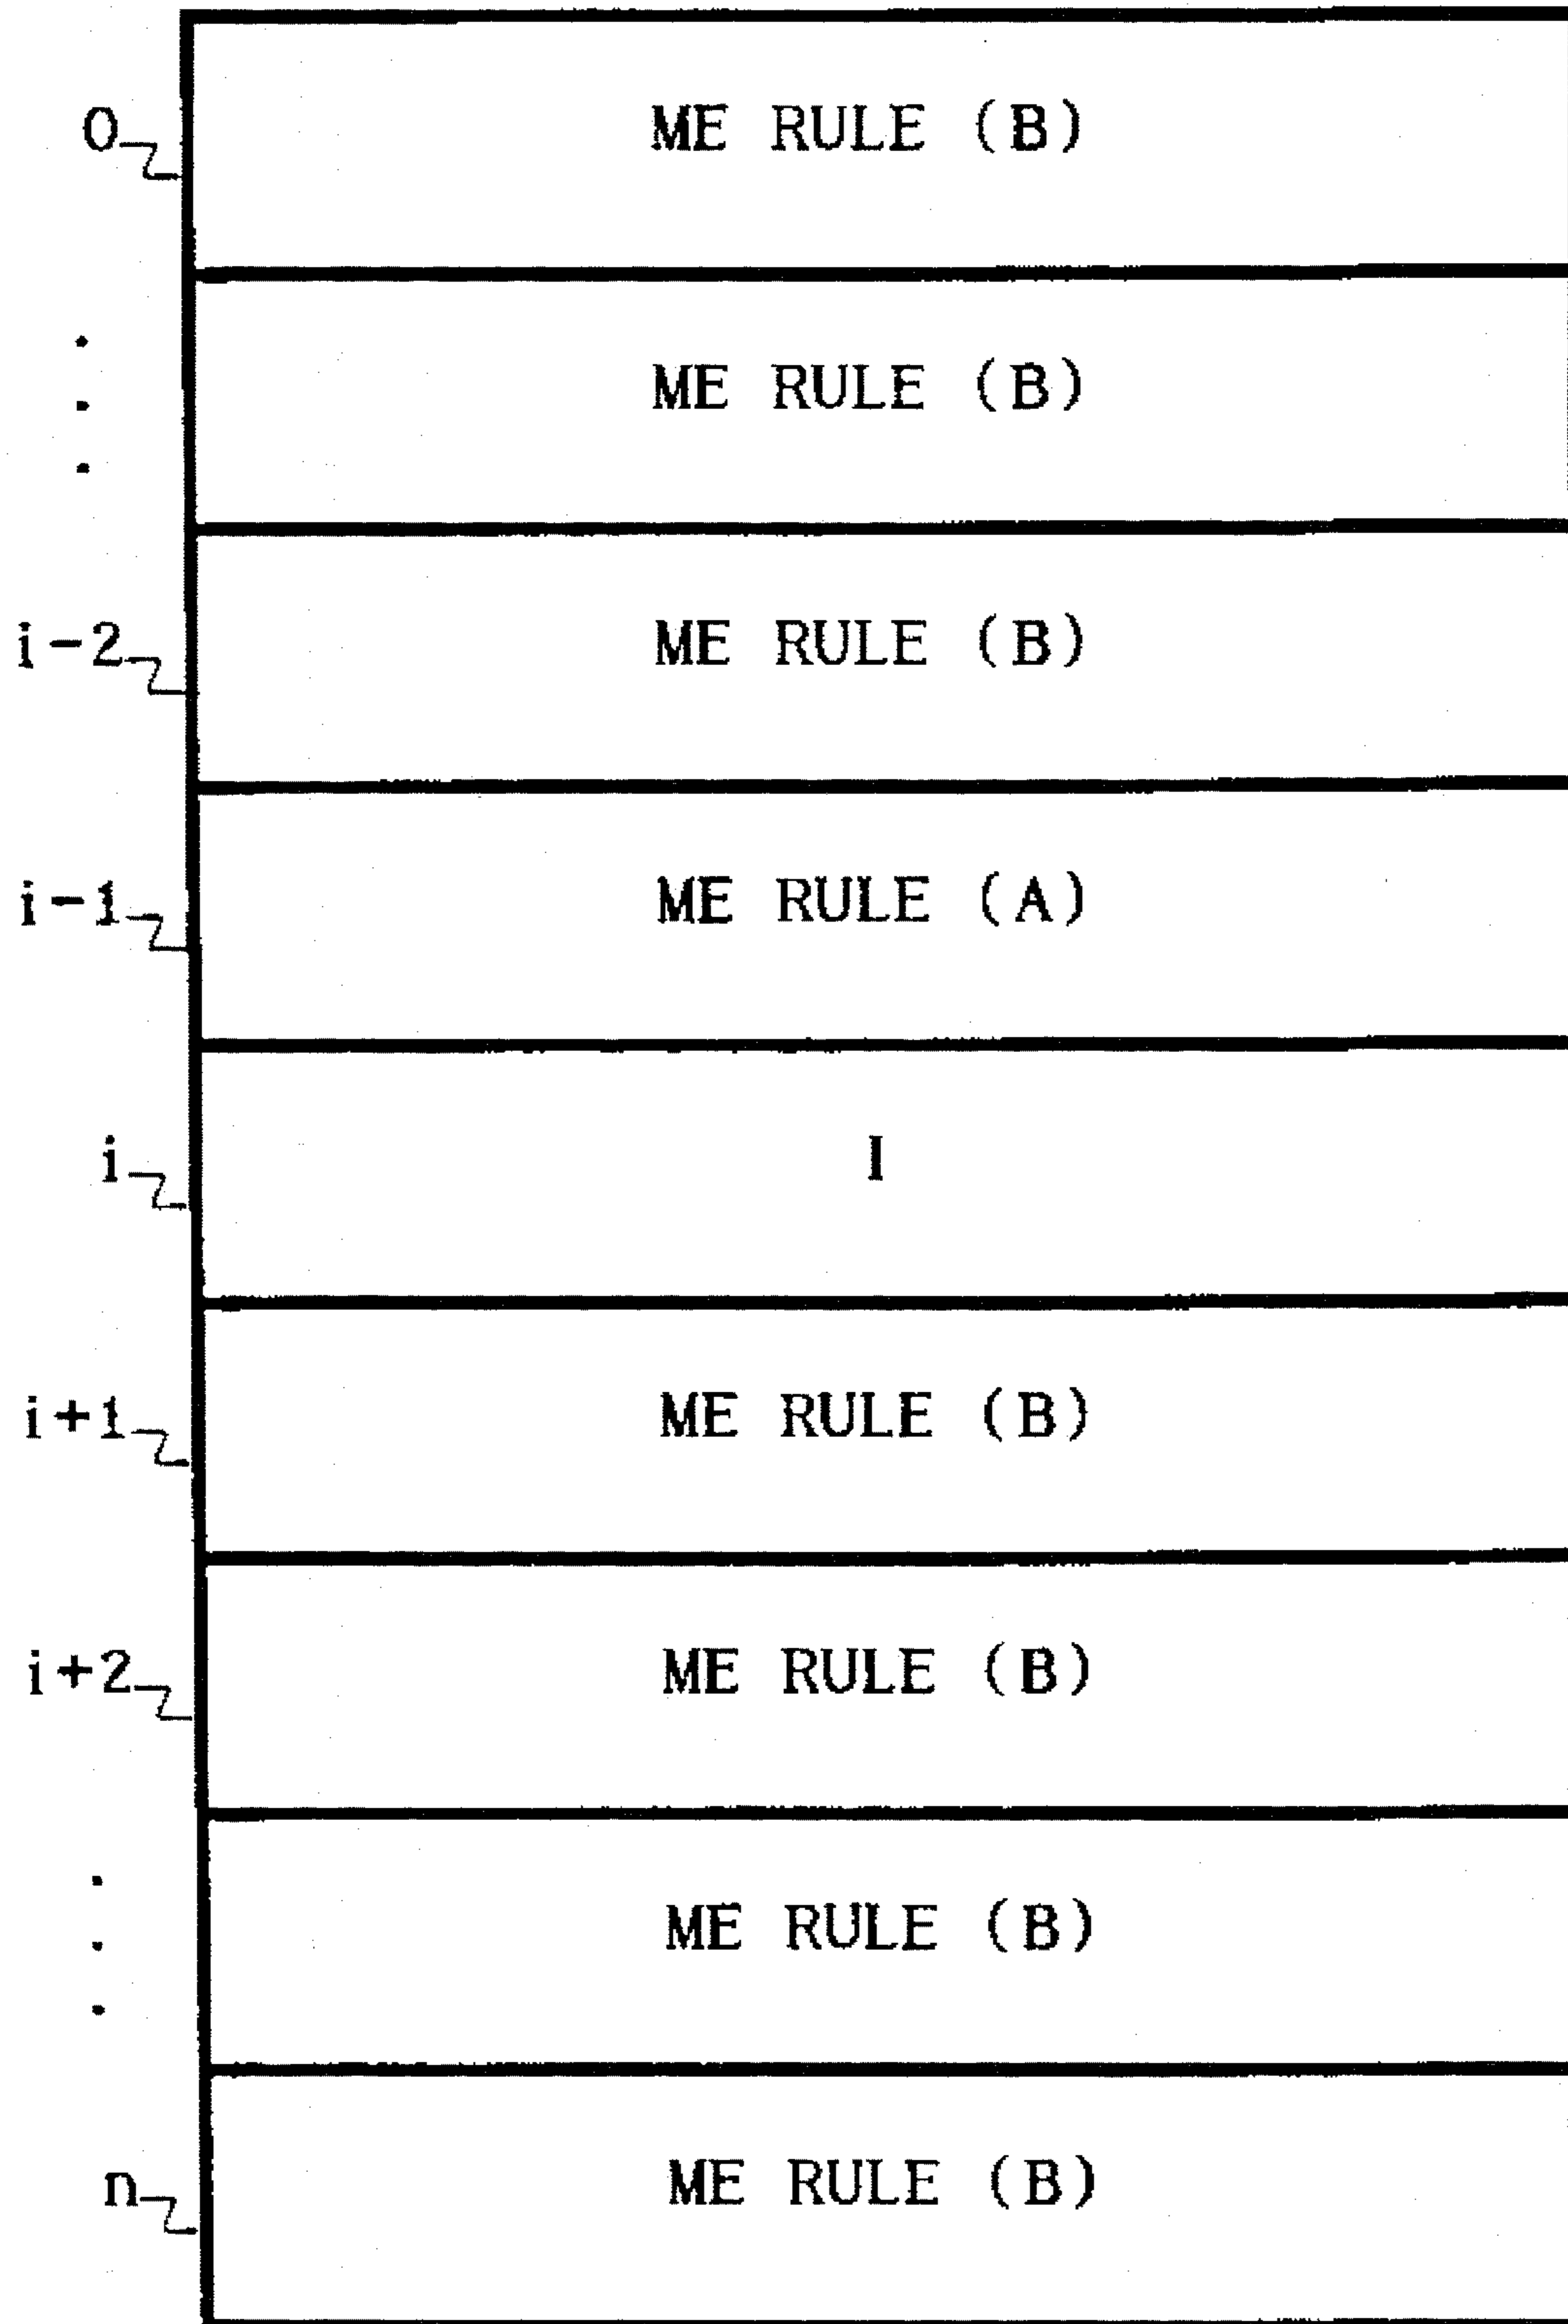 0 ME RULE (B)
ME RULE (B)
i-2 ME RULE (B)
i-1 ME RULE (A)
i I
i+1 ME RULE (B)
i+2 ME RULE (B)
ME RULE (B)
n ME RULE (B)